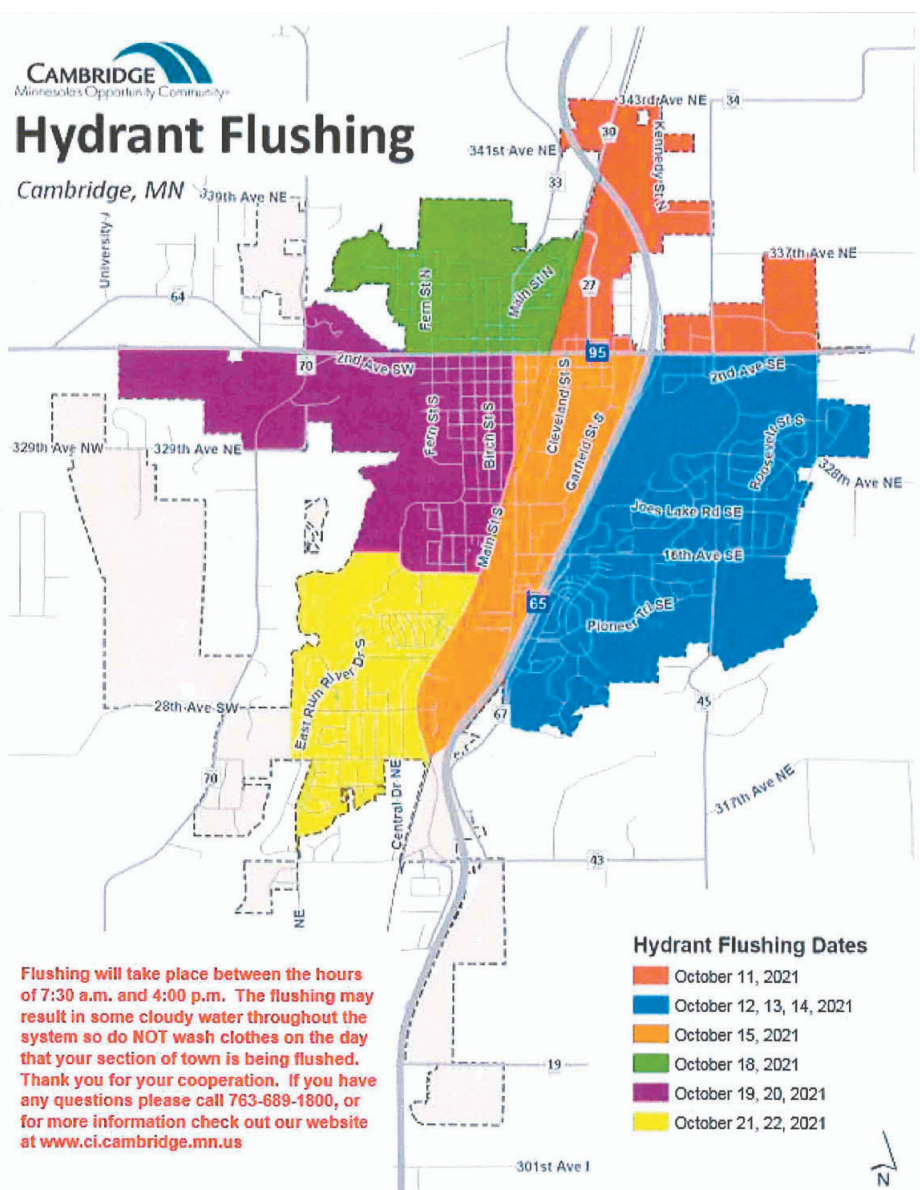 CAMBRIDGE
Minnesota's Opportunity Community
Hydrant Flushing
Cambridge, MN
339th Ave NE
University
64
343rd Ave NE
34
30
341st Ave NE
33
Kennedy St N
337th Ave NE
27
Fern St N
Main St N
95
70
2nd Ave SW
2nd Ave SE
Fern St S
Birch St S
Cleveland St S
Garfield St S
Roosevelt St S
329th Ave NW
329th Ave NE
328th Ave NE
Joes Lake Rd SE
Main St S
16th Ave SE
65
Pioneer Trl SE
East Rum River Dr S
28th Ave SW
67
45
70
Central Dr NE
317th Ave NE
43
NE
Hydrant Flushing Dates
October 11, 2021
October 12, 13, 14, 2021
October 15, 2021
October 18, 2021
October 19, 20, 2021
October 21, 22, 2021
Flushing will take place between the hours
of 7:30 a.m. and 4:00 p.m. The flushing may
result in some cloudy water throughout the
system so do NOT wash clothes on the day
that your section of town is being flushed.
Thank you for your cooperation. If you have
any questions please call 763-689-1800, or
for more information check out our website
at www.ci.cambridge.mn.us
19
301st Ave
N